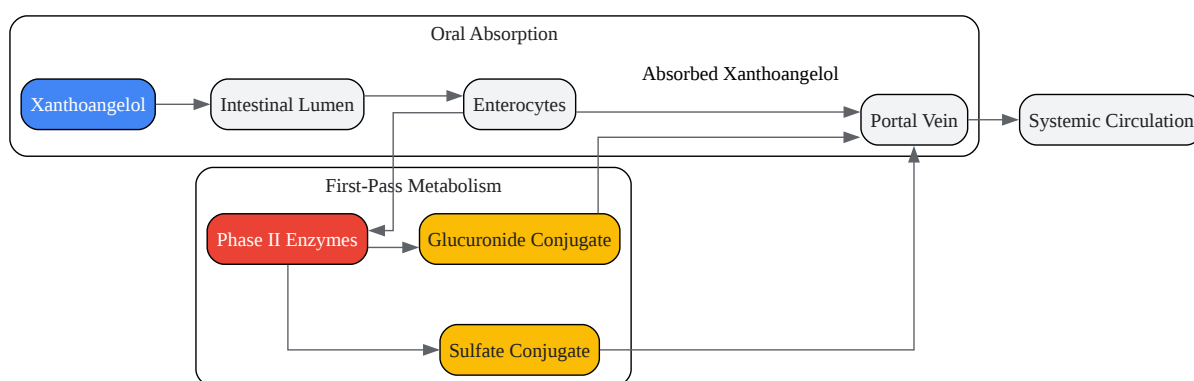 Oral Absorption
Absorbed Xanthoangelol
Xanthoangelol
Intestinal Lumen
Enterocytes
Portal Vein
Systemic Circulation
First-Pass Metabolism
Phase II Enzymes
Glucuronide Conjugate
Sulfate Conjugate